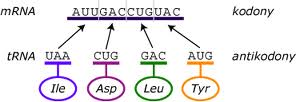 mRNA AUUGACCUGUAC kodony
tRNA UAA CUG GAC AUG antikodony
Ile Asp Leu Tyr